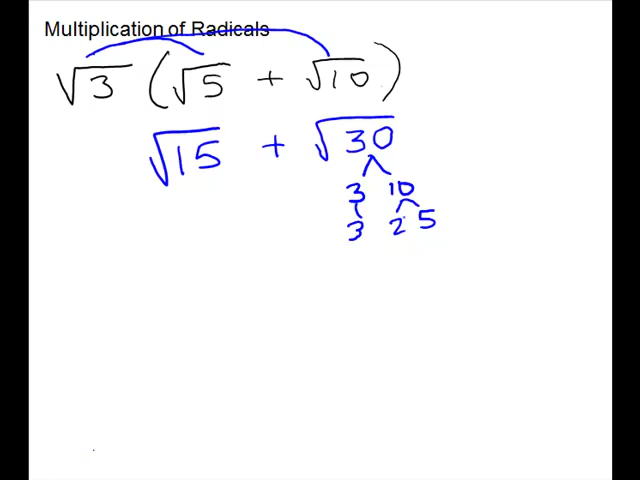 Multiplication of Radicals
√3 (√5 + √10)
√15 + √30
3 10
3 2 5